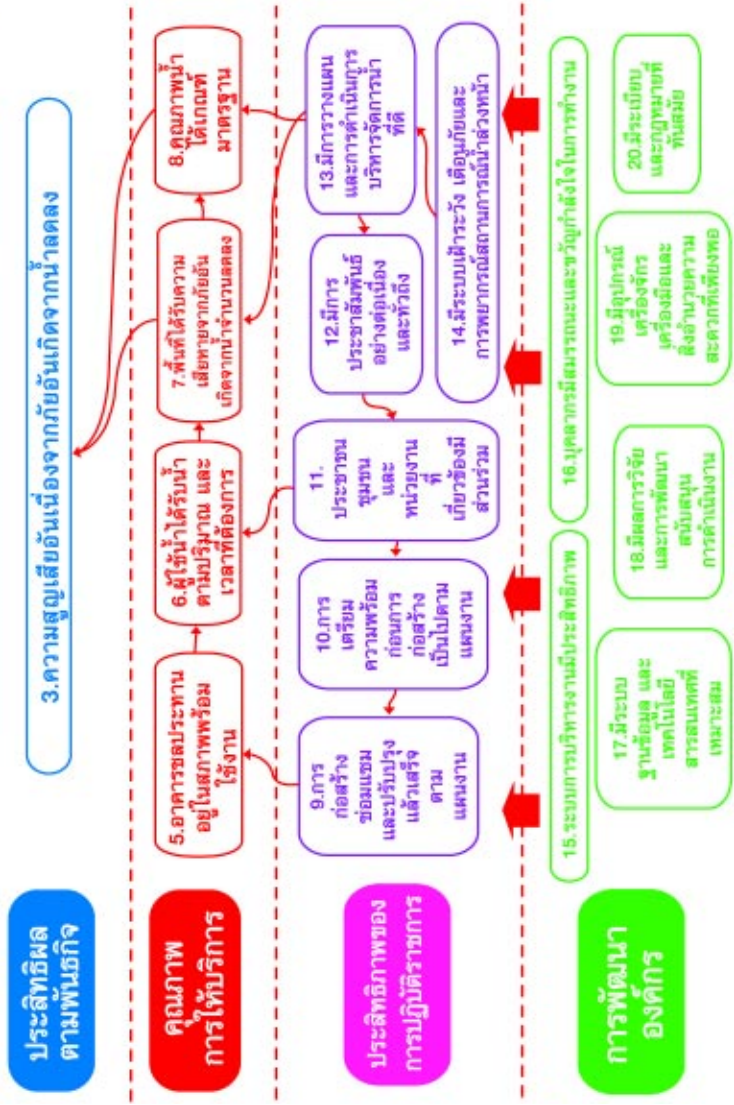 ประสิทธิผล
ตามพันธกิจ
3.ความสูญเสียอันเนื่องจากภัยอันเกิดจากน้ำลดลง
คุณภาพ
การให้บริการ
5.อาคารชลประทาน
อยู่ในสภาพพร้อม
ใช้งาน
6.ผู้ใช้น้ำได้รับน้ำ
ตามปริมาณ และ
เวลาที่ต้องการ
7.พื้นที่ได้รับความ
เสียหายจากภัยอัน
เกิดจากน้ำจำนวนลดลง
8.คุณภาพน้ำ
ได้เกณฑ์
มาตรฐาน
ประสิทธิภาพของ
การปฏิบัติราชการ
9.การ
ก่อสร้าง
ซ่อมแซม
และปรับปรุง
แล้วเสร็จ
ตาม
แผนงาน
10.การ
เตรียม
ความพร้อม
ก่อนการ
ก่อสร้าง
เป็นไปตาม
แผนงาน
11.
ประชาชน
ชุมชน
และ
หน่วยงาน
ที่
เกี่ยวข้องมี
ส่วนร่วม
12.มีการ
ประชาสัมพันธ์
อย่างต่อเนื่อง
และทั่วถึง
13.มีการวางแผน
และการดำเนินการ
บริหารจัดการน้ำ
ที่ดี
14.มีระบบเฝ้าระวัง เตือนภัยและ
การพยากรณ์สถานการณ์น้ำล่วงหน้า
การพัฒนา
องค์กร
15.ระบบการบริหารงานมีประสิทธิภาพ
16.บุคลากรมีสมรรถนะและขวัญกำลังใจในการทำงาน
17.มีระบบ
ฐานข้อมูล และ
เทคโนโลยี
สารสนเทศที่
เหมาะสม
18.มีผลการวิจัย
และการพัฒนา
สนับสนุน
การดำเนินงาน
19.มีอุปกรณ์
เครื่องจักร
เครื่องมือและ
สิ่งอำนวยความ
สะดวกที่เพียงพอ
20.มีระเบียบ
และกฎหมายที่
ทันสมัย